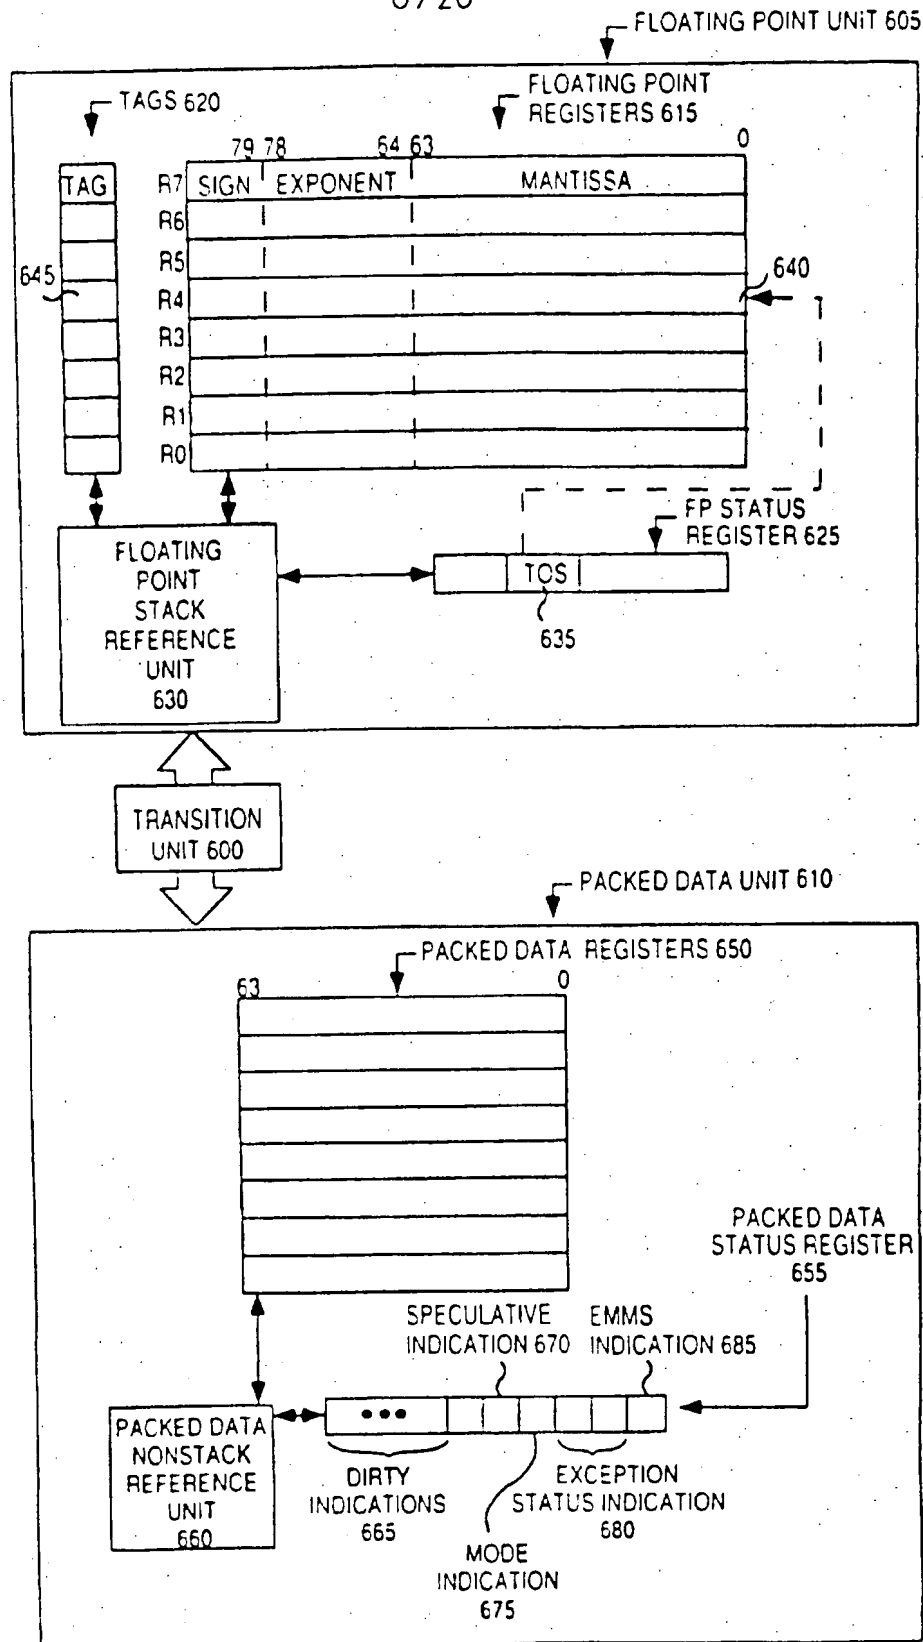 FLOATING POINT UNIT 605
TAGS 620
FLOATING POINT
REGISTERS 615
79 78 64 63 0
TAG R7 SIGN EXPONENT MANTISSA
R6
R5
645 640
R4
R3
R2
R1
R0
FP STATUS
REGISTER 625
FLOATING
POINT
STACK
REFERENCE
UNIT
630
TOS
635
TRANSITION
UNIT 600
PACKED DATA UNIT 610
PACKED DATA REGISTERS 650
63 0
PACKED DATA
STATUS REGISTER
655
SPECULATIVE
INDICATION 670
EMMS
INDICATION 685
PACKED DATA
NONSTACK
REFERENCE
UNIT
660
•••
DIRTY
INDICATIONS
665
EXCEPTION
STATUS INDICATION
680
MODE
INDICATION
675